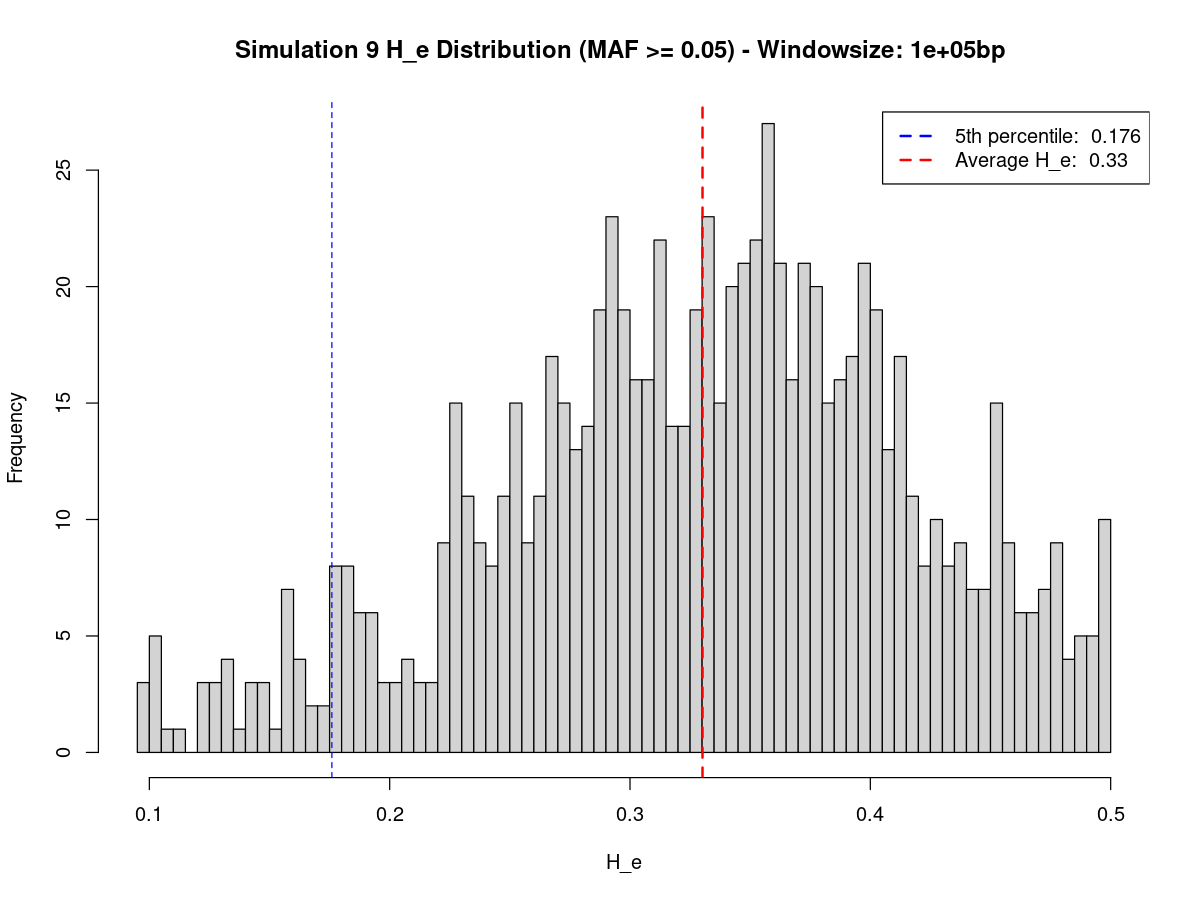 Simulation 9 H_e Distribution (MAF >= 0.05) - Windowsize: 1e+05bp
5th percentile:  0.176
Average H_e:  0.33
Frequency
25
20
15
10
5
0
0.1 0.2 0.3 0.4 0.5
H_e